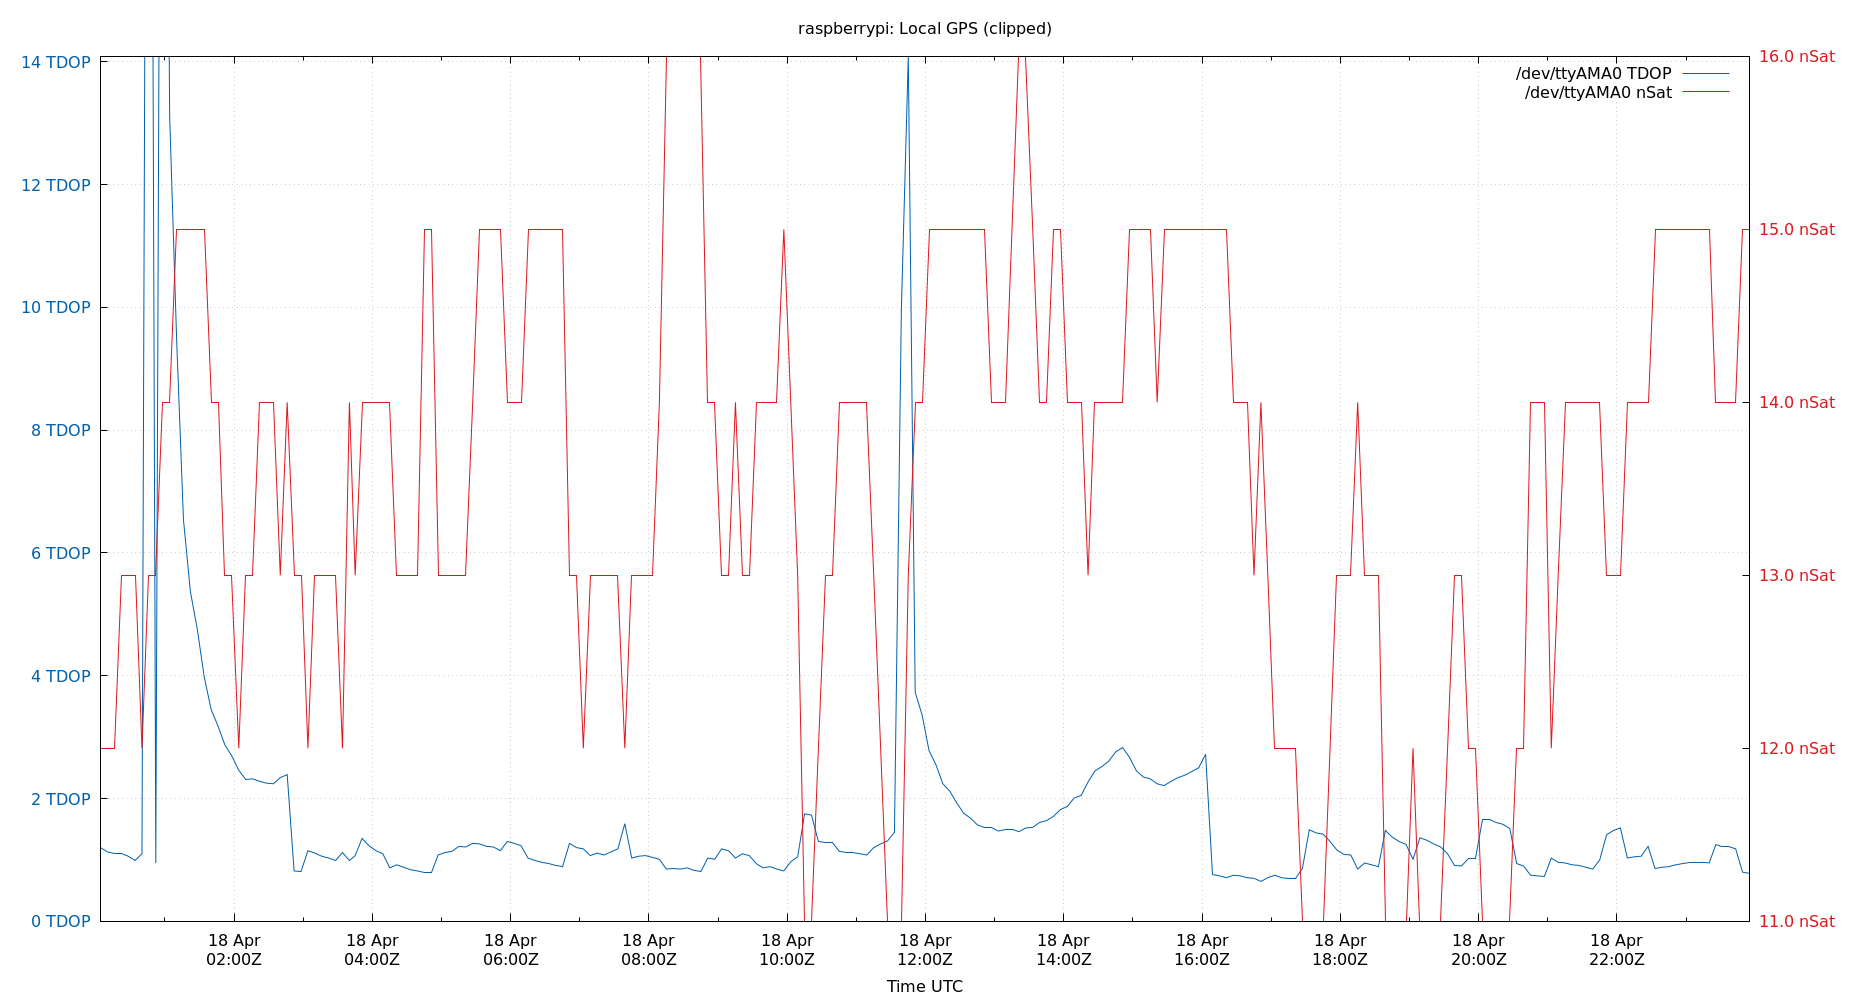 raspberrypi: Local GPS (clipped)
14 TDOP
12 TDOP
10 TDOP
8 TDOP
6 TDOP
4 TDOP
2 TDOP
0 TDOP
16.0 nSat
15.0 nSat
14.0 nSat
13.0 nSat
12.0 nSat
11.0 nSat
/dev/ttyAMA0 TDOP
/dev/ttyAMA0 nSat
18 Apr 18 Apr 18 Apr 18 Apr 18 Apr 18 Apr 18 Apr 18 Apr 18 Apr 18 Apr 18 Apr
02:00Z 04:00Z 06:00Z 08:00Z 10:00Z 12:00Z 14:00Z 16:00Z 18:00Z 20:00Z 22:00Z
Time UTC